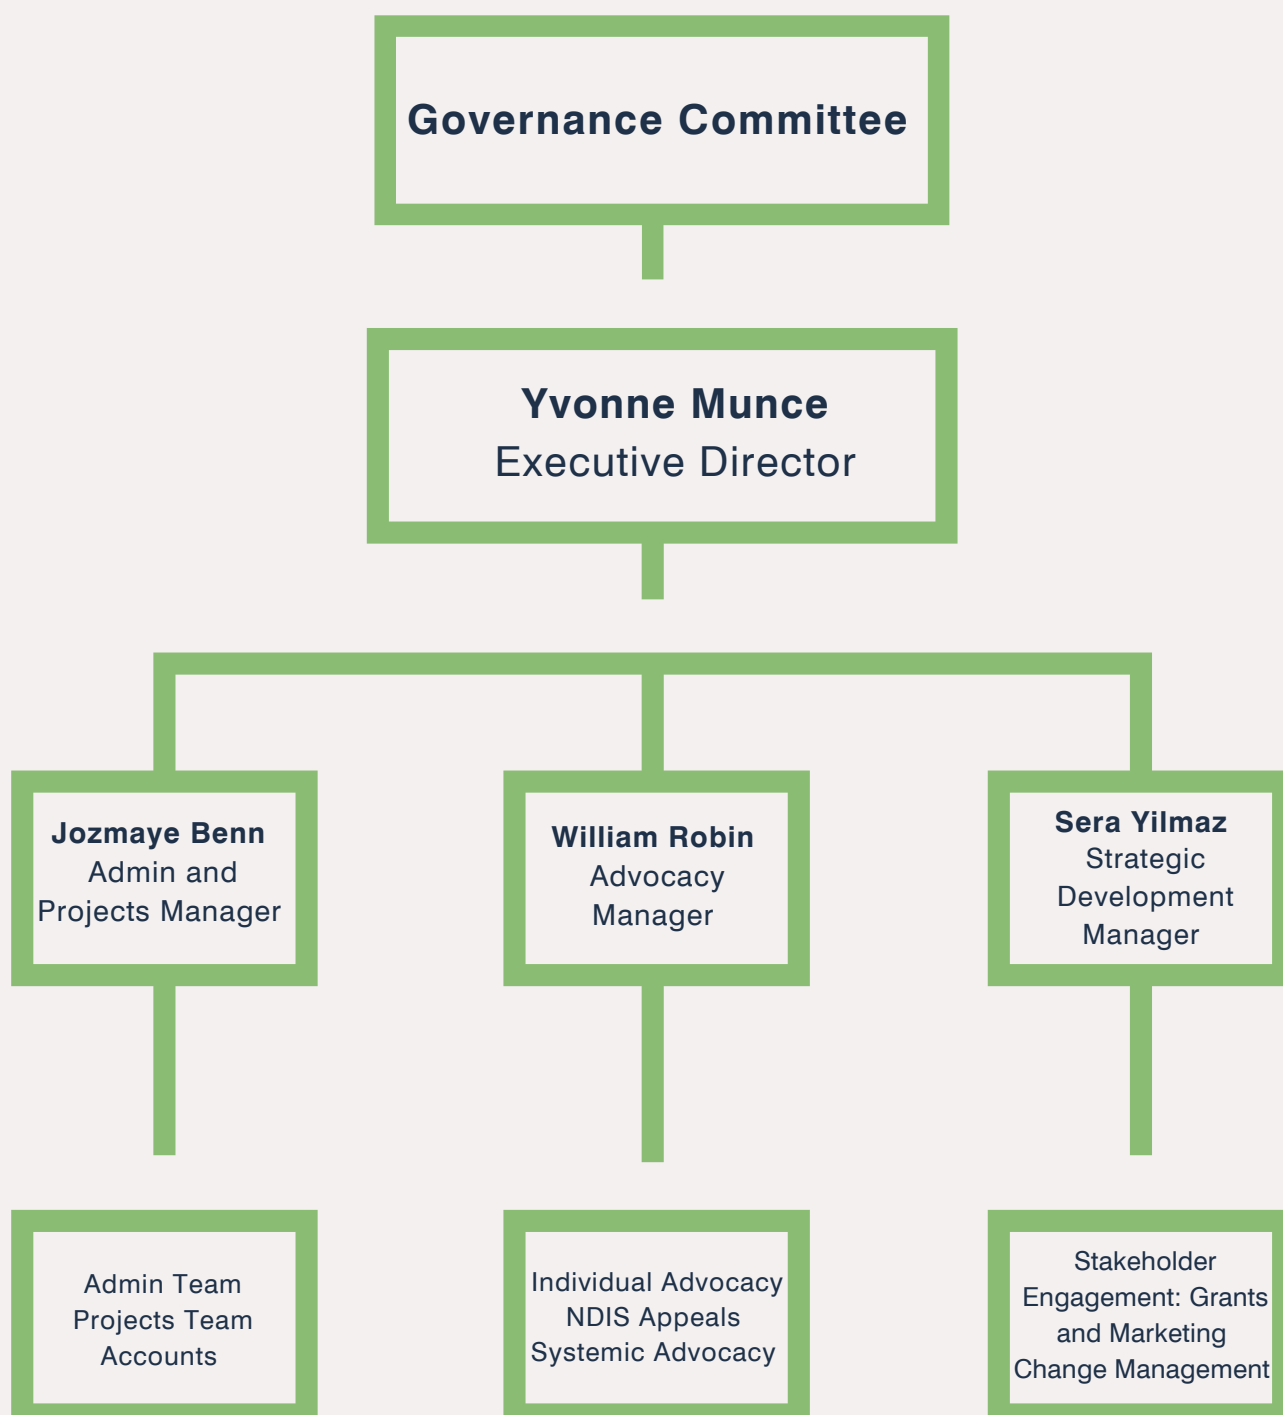 Governance Committee
Yvonne Munce
Executive Director
Jozmaye Benn
Admin and
Projects Manager
William Robin
Advocacy
Manager
Sera Yilmaz
Strategic
Development
Manager
Admin Team
Projects Team
Accounts
Individual Advocacy
NDIS Appeals
Systemic Advocacy
Stakeholder
Engagement: Grants
and Marketing
Change Management